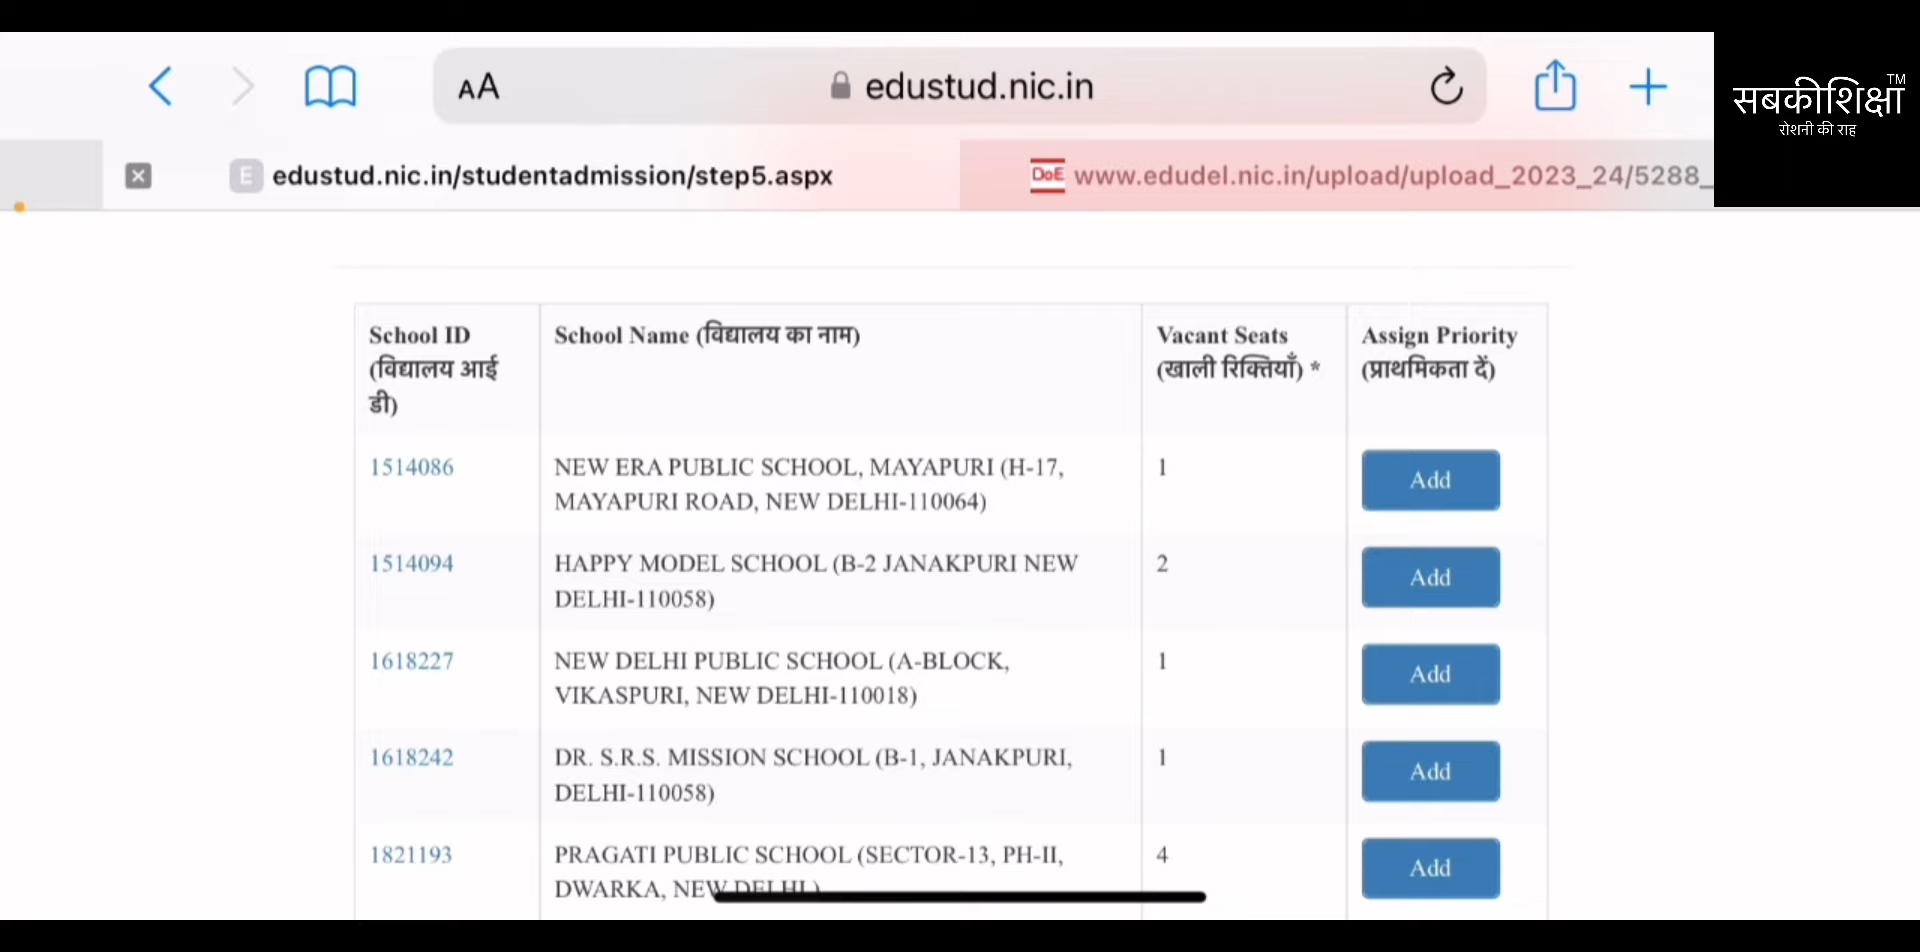 AA
edustud.nic.in
सबकीशिक्षा TM
रोशनी की राह
E edustud.nic.in/studentadmission/step5.aspx
DoE www.edudel.nic.in/upload/upload_2023_24/5288_
School ID
(विद्यालय आई
डी)
School Name (विद्यालय का नाम)
Vacant Seats
(खाली रिक्तियाँ) *
Assign Priority
(प्राथमिकता दें)
1514086
NEW ERA PUBLIC SCHOOL, MAYAPURI (H-17,
MAYAPURI ROAD, NEW DELHI-110064)
1
Add
1514094
HAPPY MODEL SCHOOL (B-2 JANAKPURI NEW
DELHI-110058)
2
Add
1618227
NEW DELHI PUBLIC SCHOOL (A-BLOCK,
VIKASPURI, NEW DELHI-110018)
1
Add
1618242
DR. S.R.S. MISSION SCHOOL (B-1, JANAKPURI,
DELHI-110058)
1
Add
1821193
PRAGATI PUBLIC SCHOOL (SECTOR-13, PH-II,
DWARKA, NEW DELHI)
4
Add